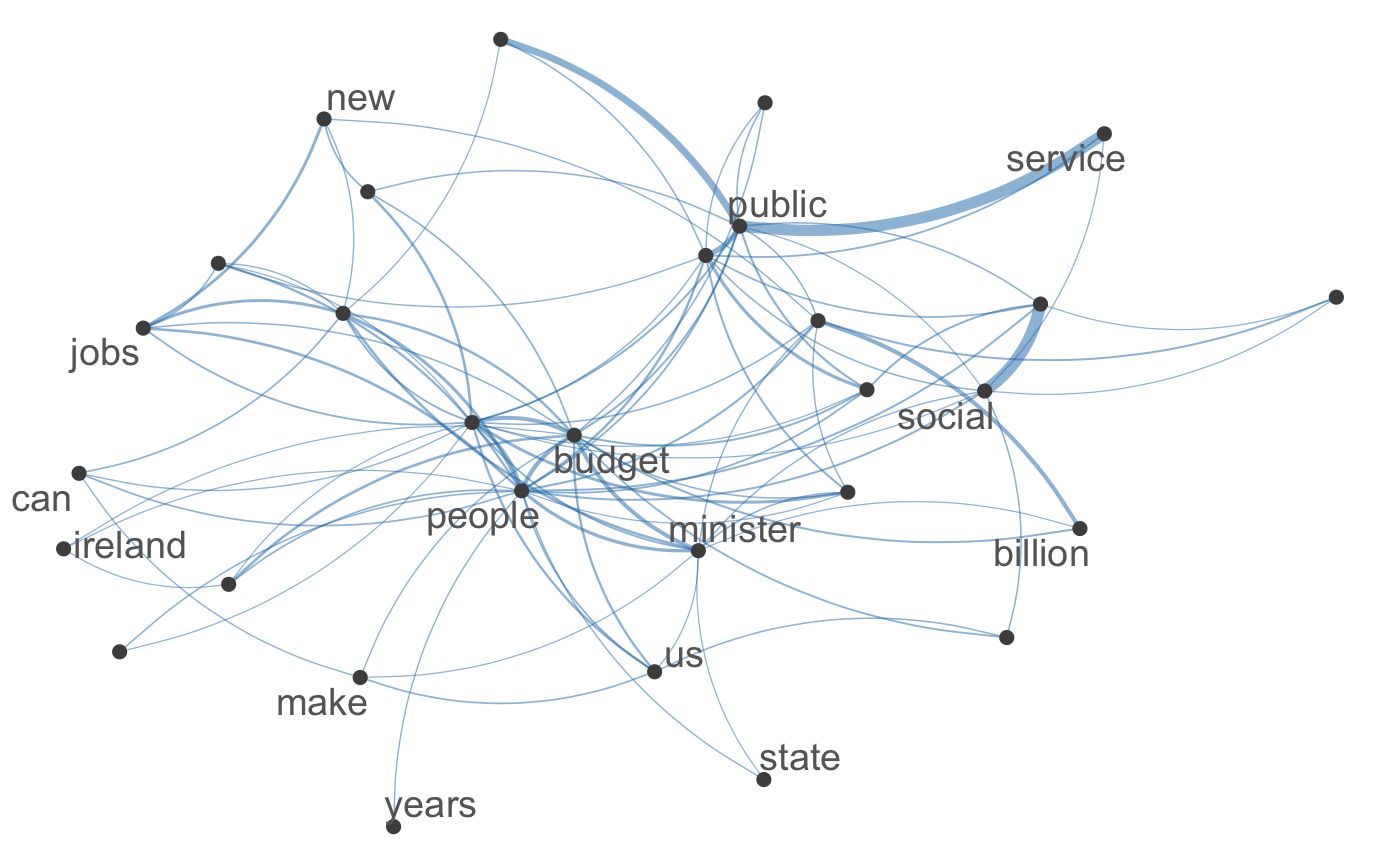 new
service
public
jobs
social
budget
can
people
minister
ireland
billion
us
make
state
years